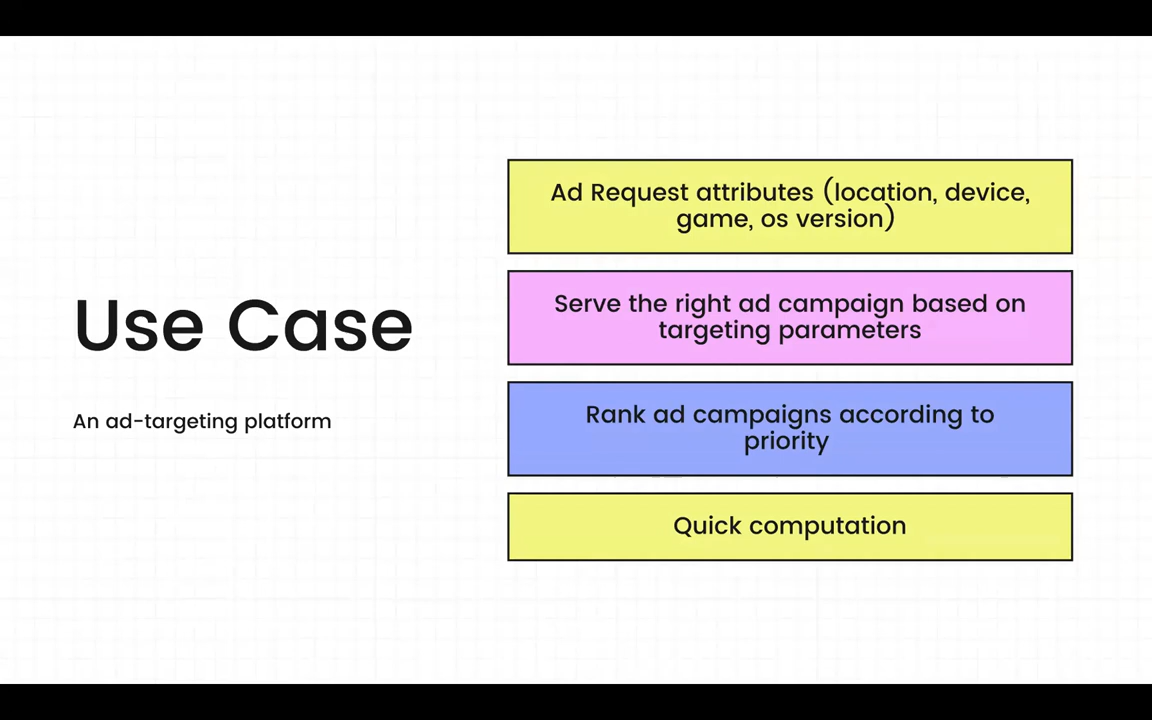 Use Case
An ad-targeting platform
Ad Request attributes (location, device,
game, os version)
Serve the right ad campaign based on
targeting parameters
Rank ad campaigns according to
priority
Quick computation